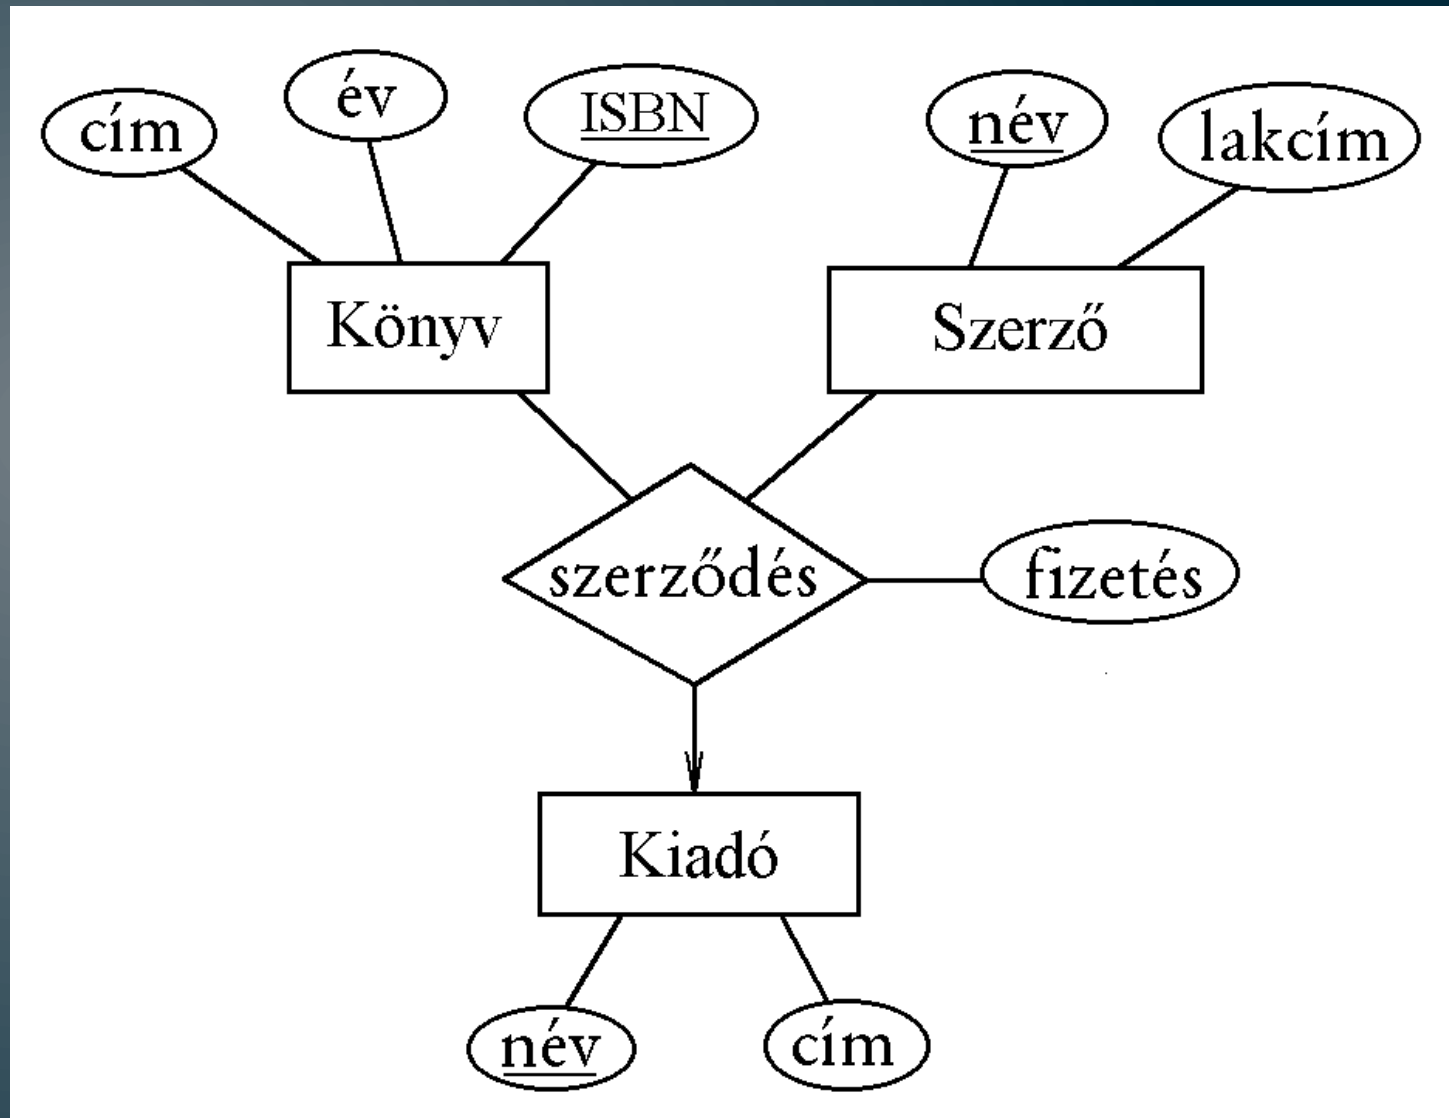 cím
év
ISBN
név
lakcím
Könyv
Szerző
szerződés
fizetés
Kiadó
név
cím